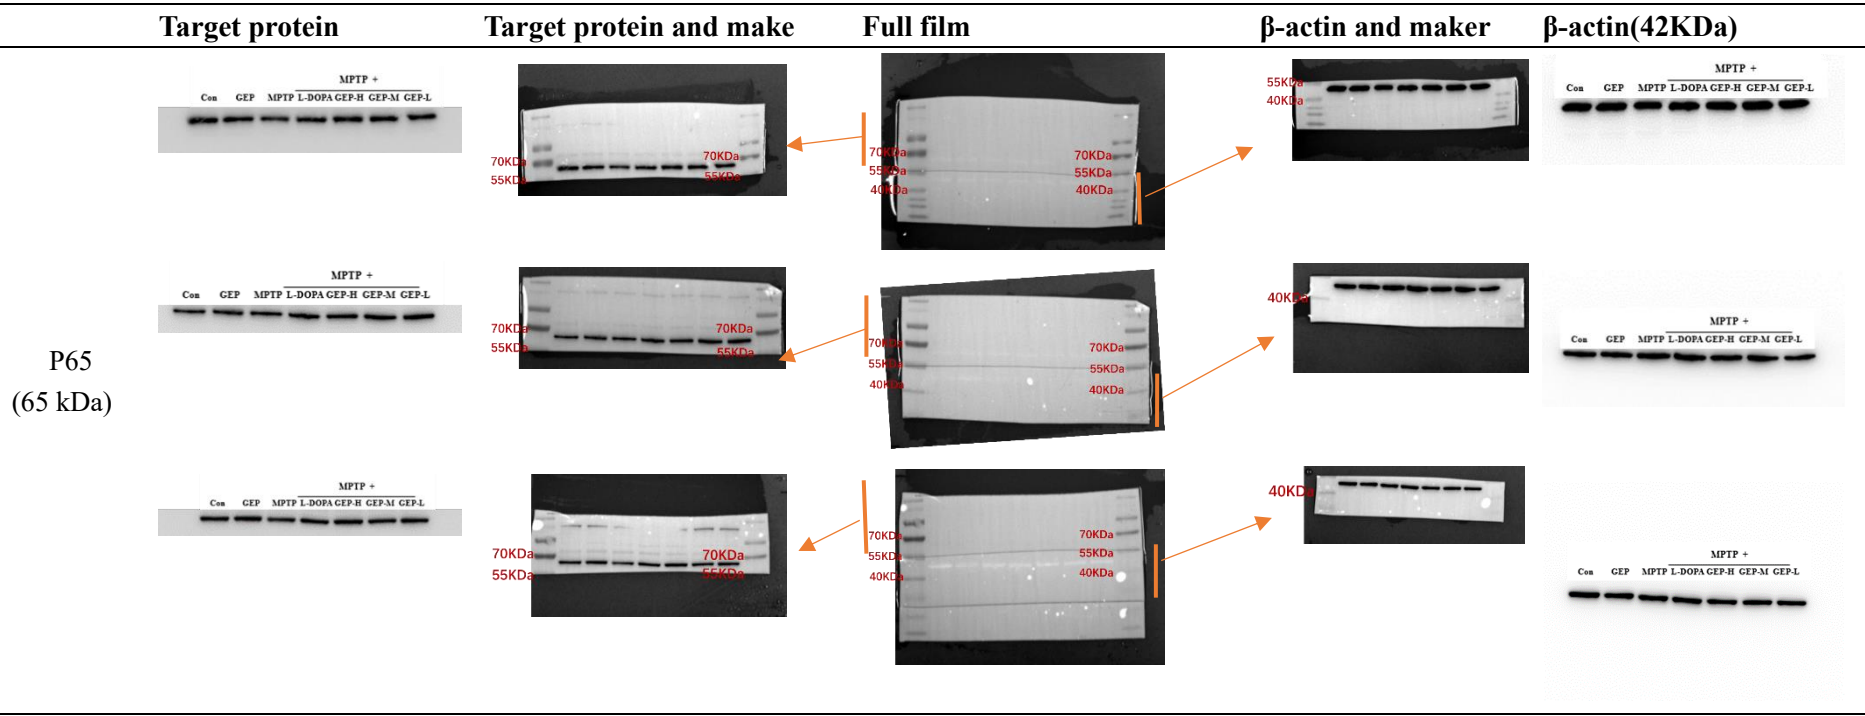 Target protein
Target protein and make
Full film
β-actin and maker
β-actin(42KDa)
P65
(65 kDa)
MPTP +
Con GEP MPTP L-DOPA GEP-H GEP-M GEP-L
70KDa
55KDa
70KDa
55KDa
70KDa
55KDa
40KDa
70KDa
55KDa
40KDa
55KDa
40KDa
MPTP +
Con GEP MPTP L-DOPA GEP-H GEP-M GEP-L
MPTP +
Con GEP MPTP L-DOPA GEP-H GEP-M GEP-L
70KDa
55KDa
70KDa
55KDa
70KDa
55KDa
40KDa
70KDa
55KDa
40KDa
40KDa
MPTP +
Con GEP MPTP L-DOPA GEP-H GEP-M GEP-L
MPTP +
Con GEP MPTP L-DOPA GEP-H GEP-M GEP-L
70KDa
55KDa
70KDa
55KDa
70KDa
55KDa
40KDa
70KDa
55KDa
40KDa
40KDa
MPTP +
Con GEP MPTP L-DOPA GEP-H GEP-M GEP-L